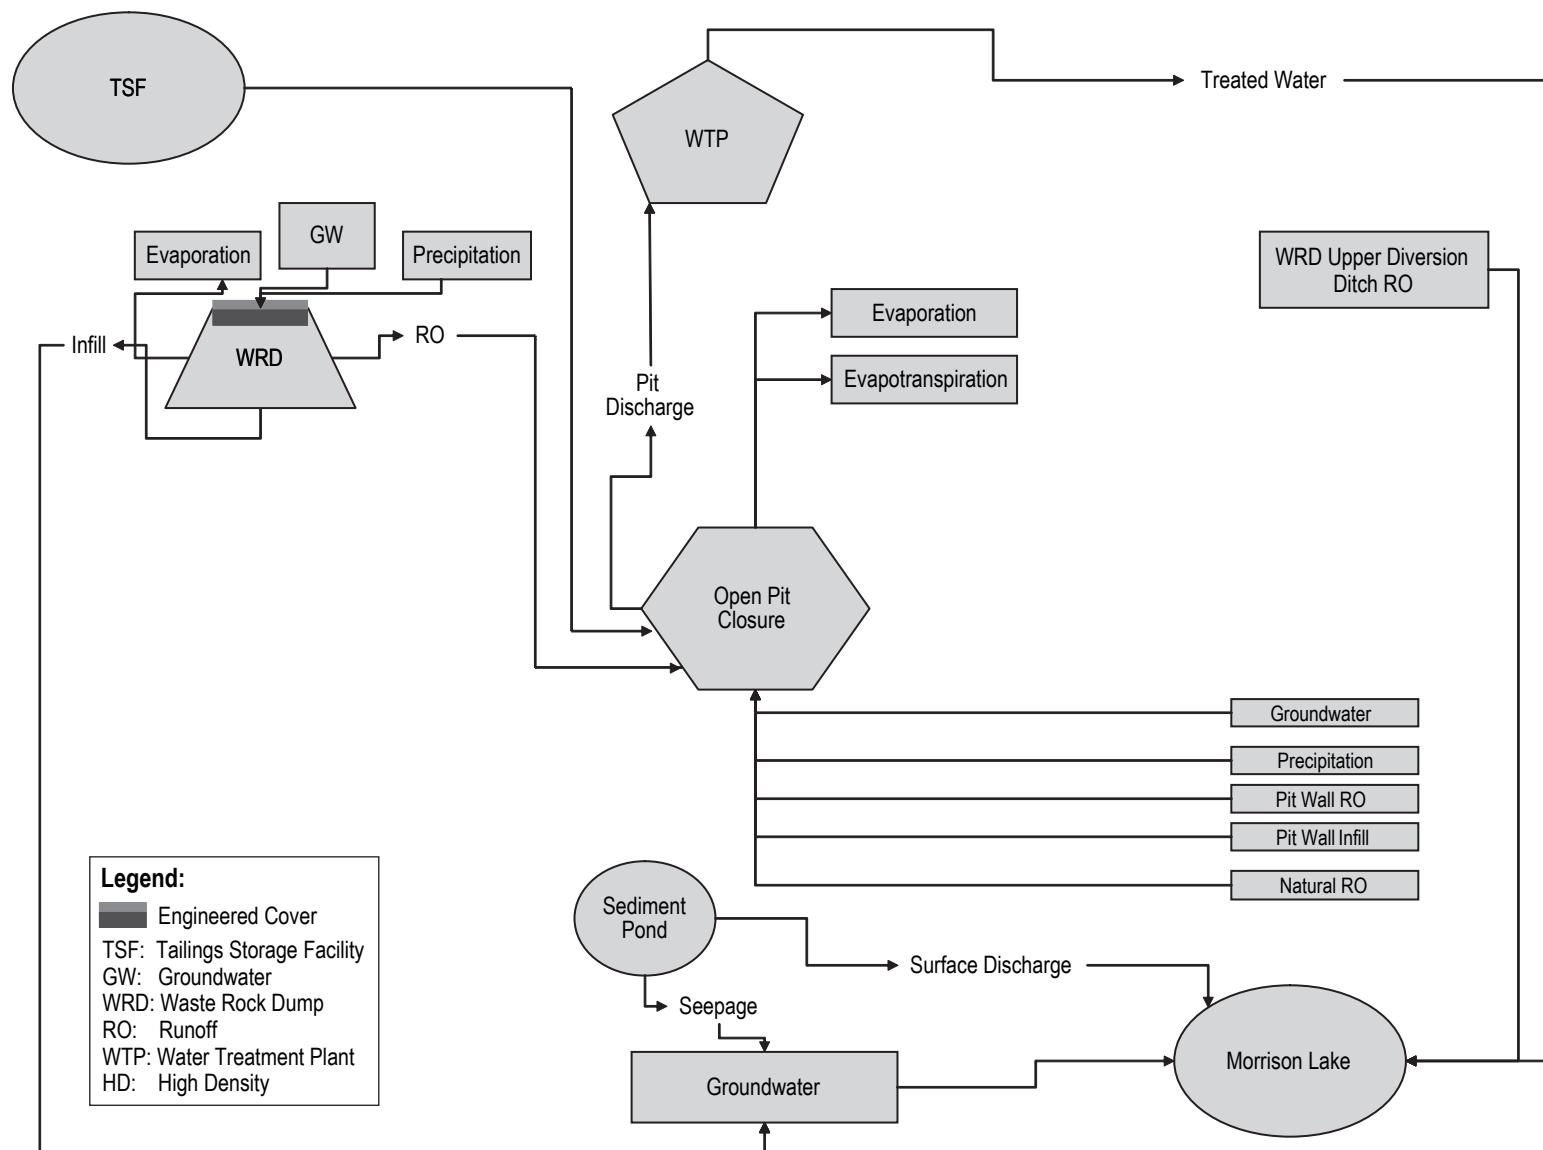 TSF
WTP
Treated Water
Evaporation
GW
Precipitation
WRD Upper Diversion
Ditch RO
Infill
WRD
RO
Evaporation
Evapotranspiration
Pit
Discharge
Open Pit
Closure
Groundwater
Precipitation
Pit Wall RO
Pit Wall Infill
Natural RO
Legend:
Engineered Cover
TSF: Tailings Storage Facility
GW: Groundwater
WRD: Waste Rock Dump
RO: Runoff
WTP: Water Treatment Plant
HD: High Density
Sediment
Pond
Surface Discharge
Seepage
Groundwater
Morrison Lake